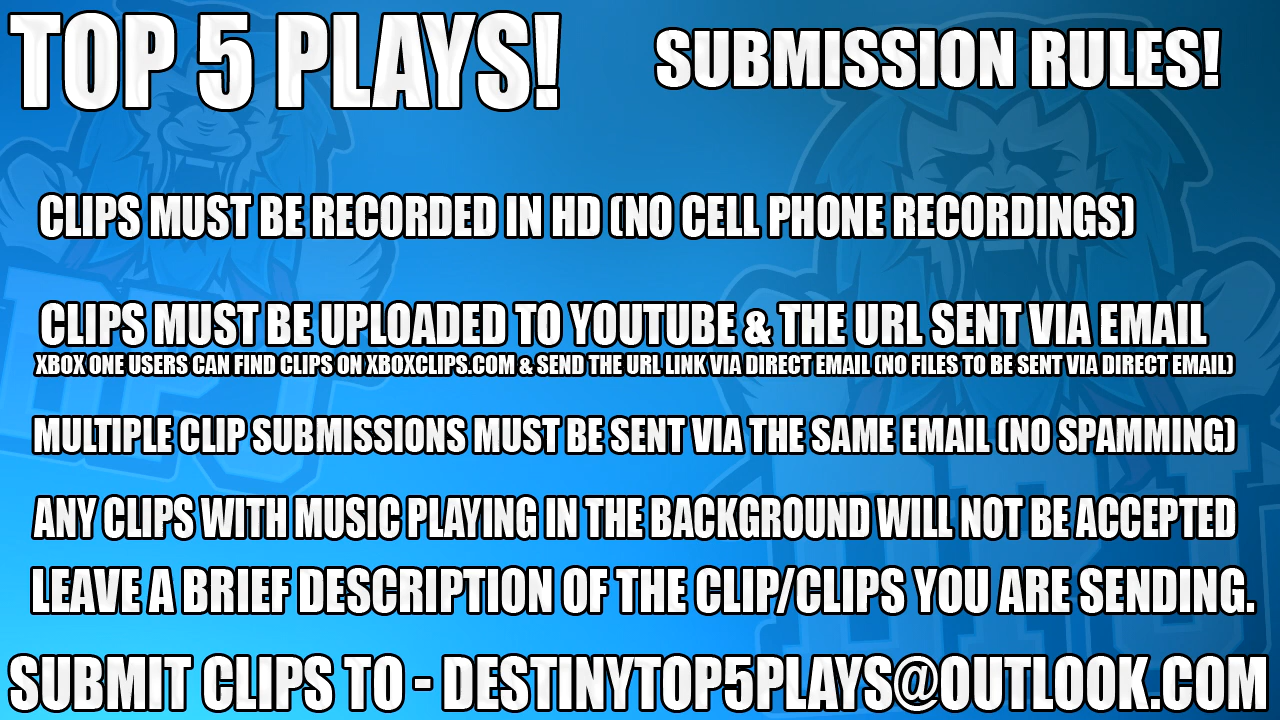 TOP 5 PLAYS!
SUBMISSION RULES!
CLIPS MUST BE RECORDED IN HD (NO CELL PHONE RECORDINGS)
CLIPS MUST BE UPLOADED TO YOUTUBE & THE URL SENT VIA EMAIL
XBOX ONE USERS CAN FIND CLIPS ON XBOXCLIPS.COM & SEND THE URL LINK VIA DIRECT EMAIL (NO FILES TO BE SENT VIA DIRECT EMAIL)
MULTIPLE CLIP SUBMISSIONS MUST BE SENT VIA THE SAME EMAIL (NO SPAMMING)
ANY CLIPS WITH MUSIC PLAYING IN THE BACKGROUND WILL NOT BE ACCEPTED
LEAVE A BRIEF DESCRIPTION OF THE CLIP/CLIPS YOU ARE SENDING.
SUBMIT CLIPS TO - DESTINYTOP5PLAYS@OUTLOOK.COM